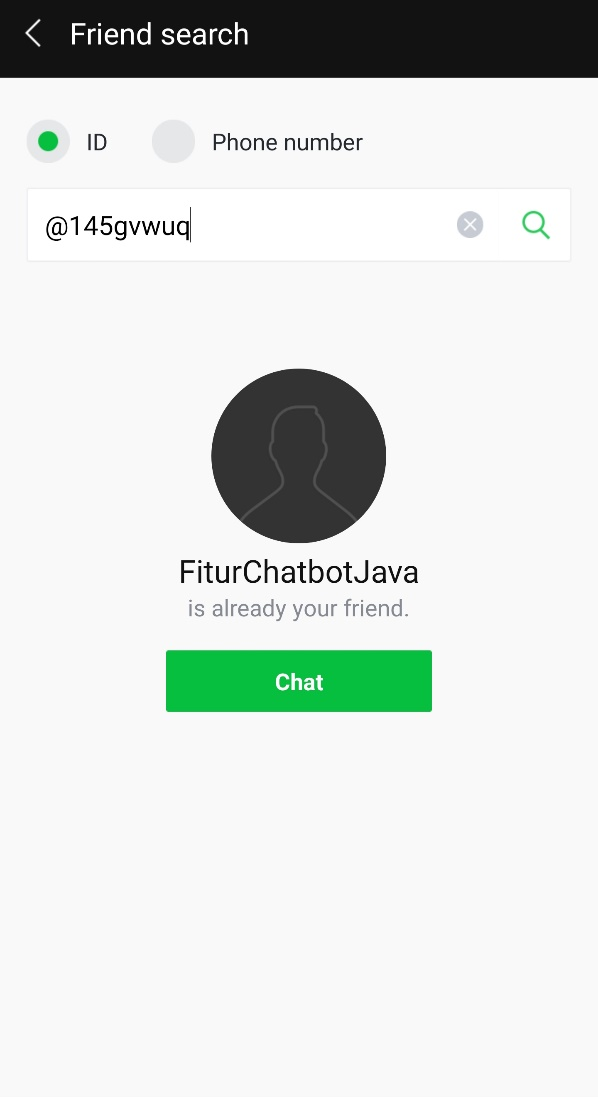 Friend search
ID Phone number
@145gvwuq
FiturChatbotJava
is already your friend.
Chat